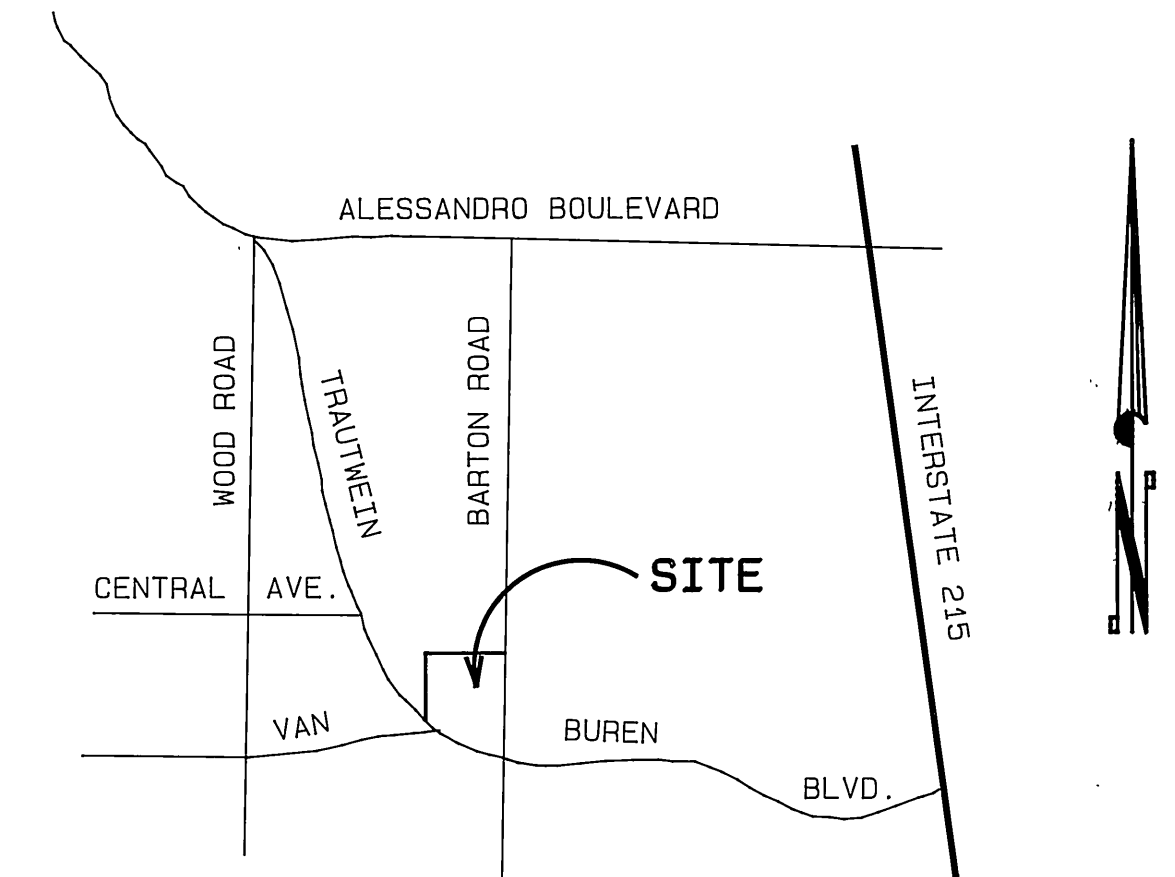 ALESSANDRO BOULEVARD
WOOD ROAD
TRAUTWEIN
BARTON ROAD
INTERSTATE 215
CENTRAL AVE.
SITE
VAN BUREN BLVD.
N